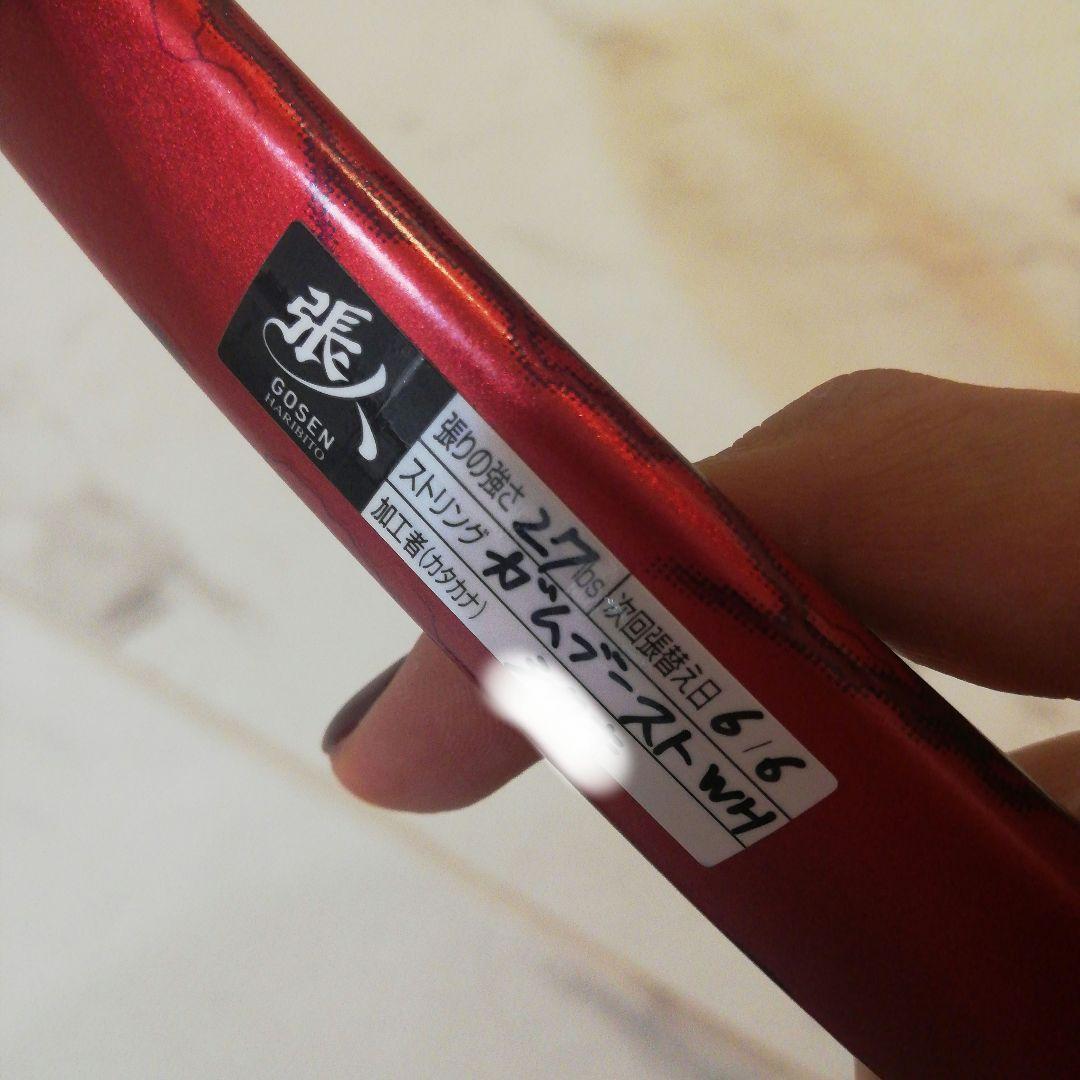 張人
GOSEN
HARIBITO
張りの強さ 27 lbs 次回張替え日 6/6
ストリング ガムブースト WH
加工者(カタカナ)